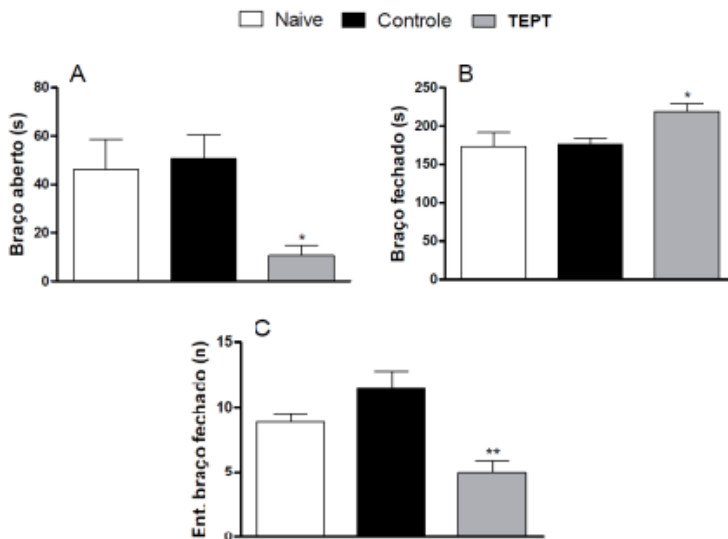 Naive Controle TEPT
A
Braço aberto (s)
80
60
40
20
0
*
B
Braço fechado (s)
250
200
150
100
50
0
*
C
Ent. braço fechado (n)
15
10
5
0
**